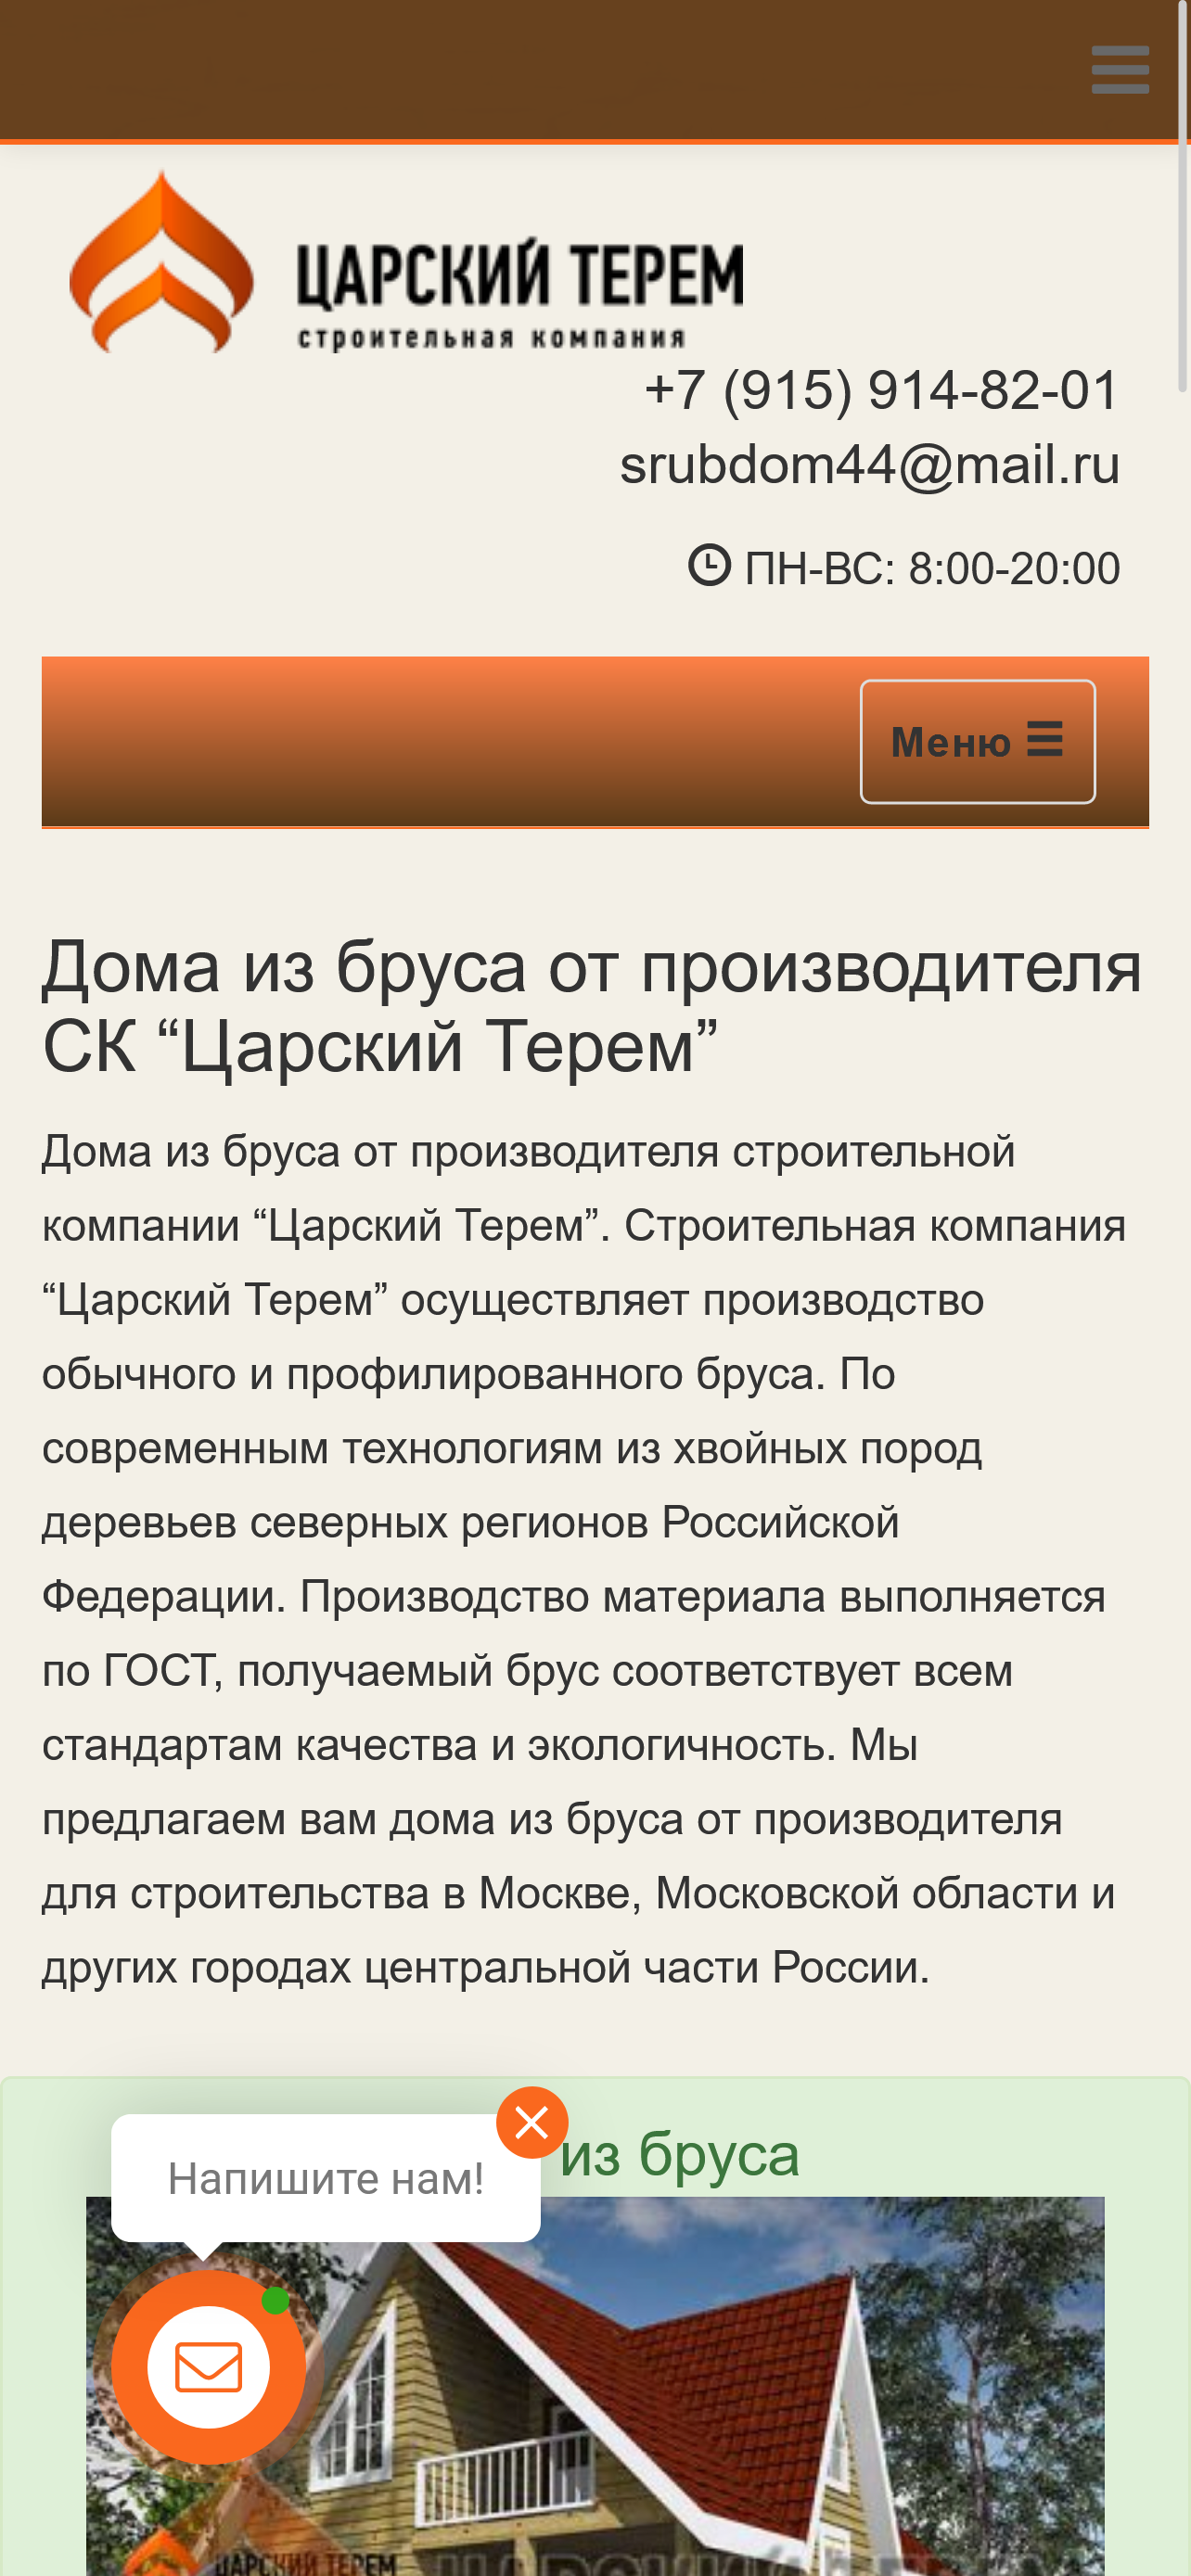 ЦАРСКИЙ ТЕРЕМ
строительная компания
+7 (915) 914-82-01
srubdom44@mail.ru
ПН-ВС: 8:00-20:00
Меню
Дома из бруса от производителя
СК “Царский Терем”
Дома из бруса от производителя строительной
компании “Царский Терем”. Строительная компания
“Царский Терем” осуществляет производство
обычного и профилированного бруса. По
современным технологиям из хвойных пород
деревьев северных регионов Российской
Федерации. Производство материала выполняется
по ГОСТ, получаемый брус соответствует всем
стандартам качества и экологичность. Мы
предлагаем вам дома из бруса от производителя
для строительства в Москве, Московской области и
других городах центральной части России.
из бруса
Напишите нам!
ЦАРСКИЙ ТЕРЕМ